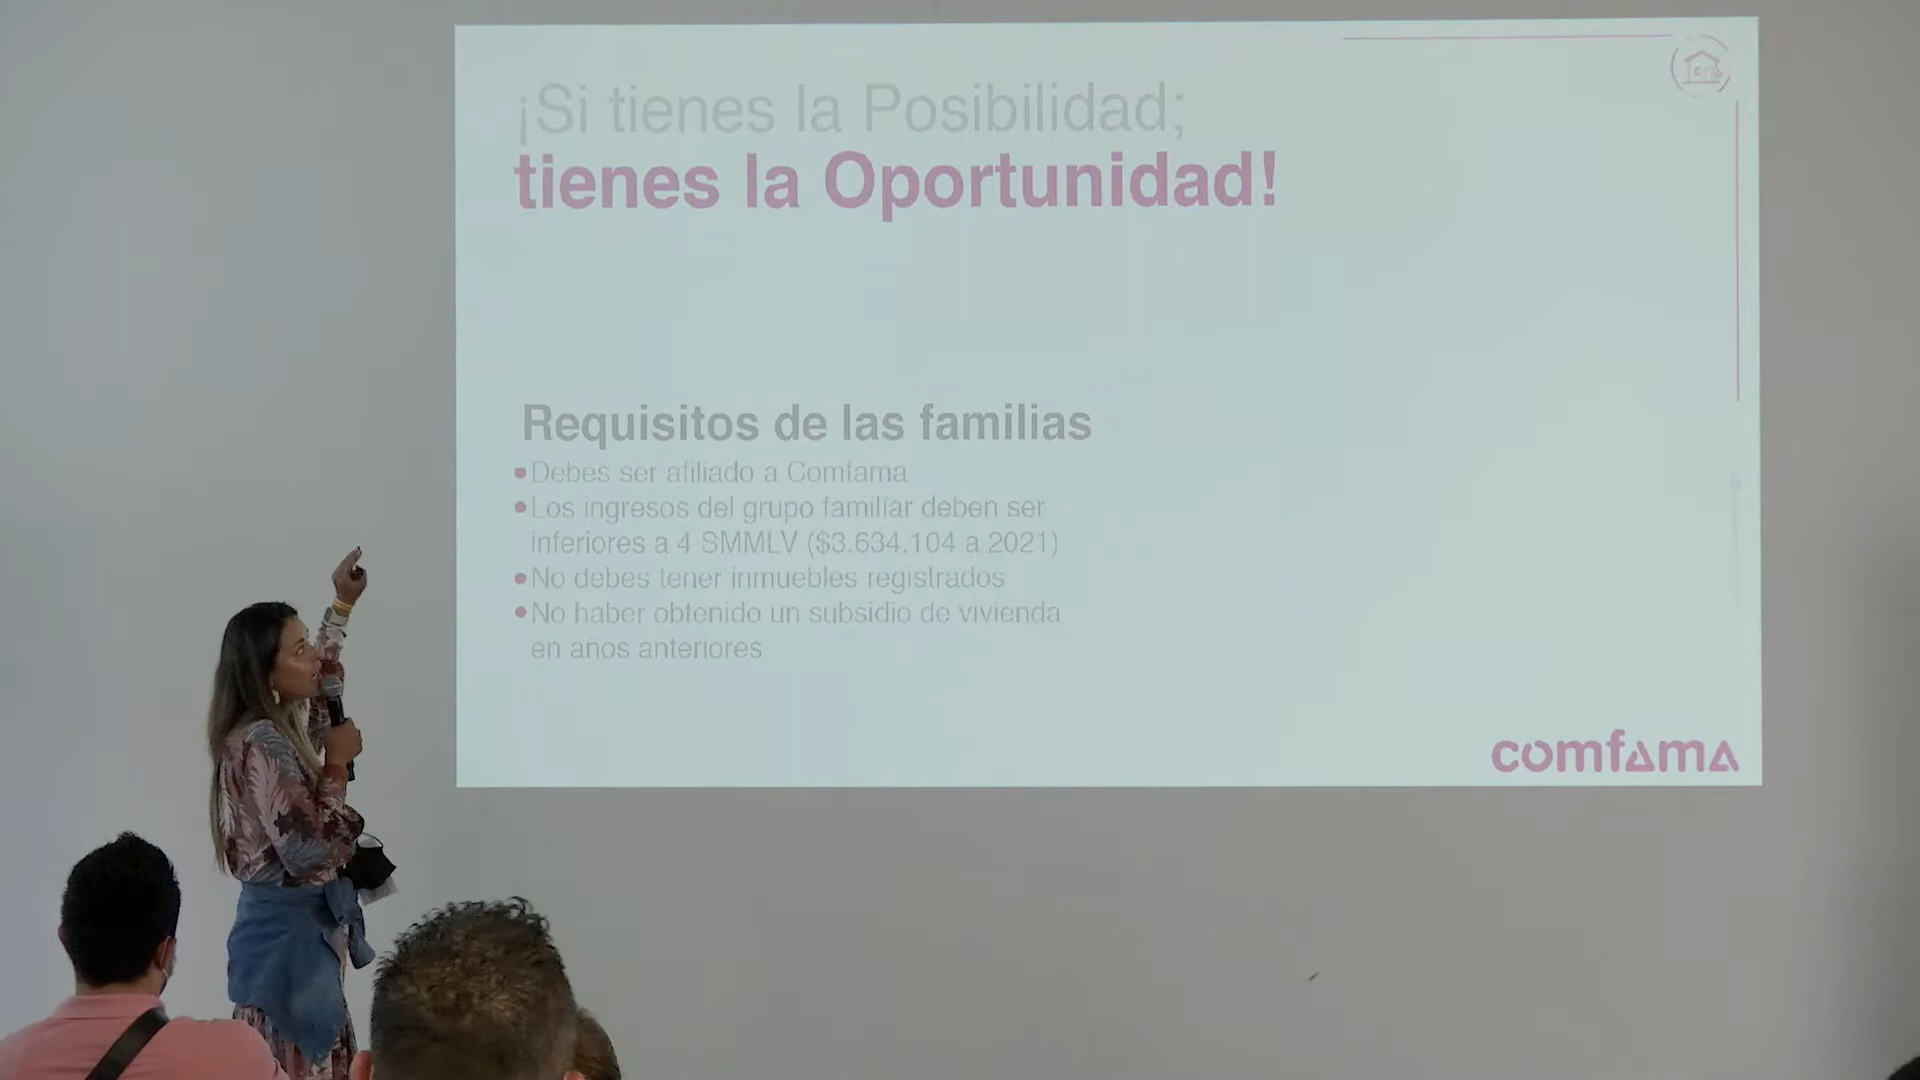 ¡Si tienes la Posibilidad;
tienes la Oportunidad!
Requisitos de las familias
•Debes ser afiliado a Comfama
•Los ingresos del grupo familiar deben ser
inferiores a 4 SMMLV ($3.634.104 a 2021)
•No debes tener inmuebles registrados
•No haber obtenido un subsidio de vivienda
en años anteriores
comfama